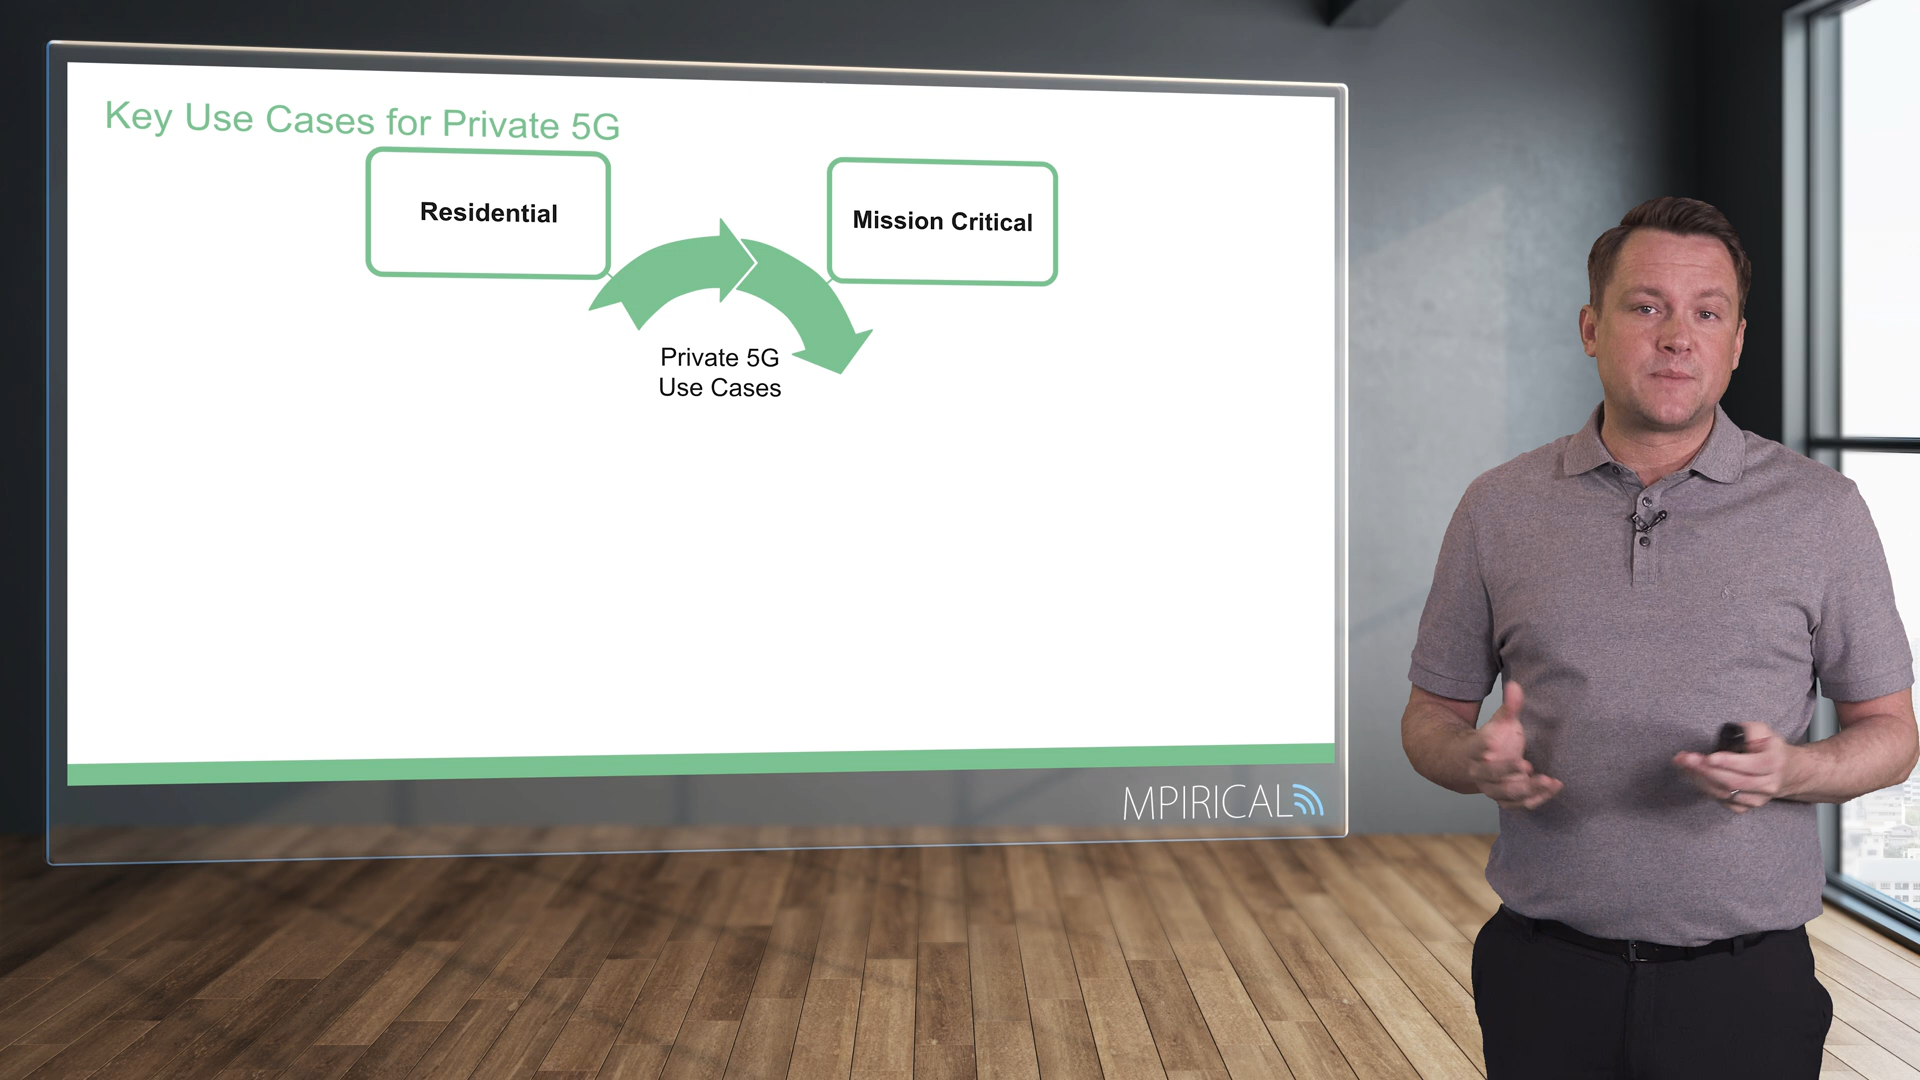 Key Use Cases for Private 5G
Residential
Mission Critical
Private 5G
Use Cases
MPIRICAL